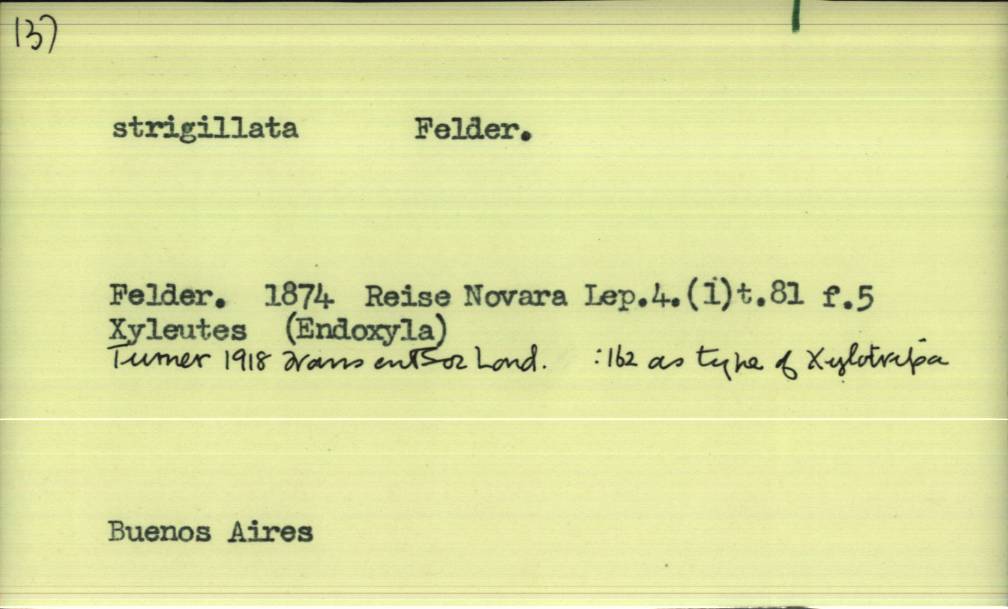 137
strigillata Felder.
Felder. 1874 Reise Novara Lep.4.(i)t.81 f.5
Xyleutes (Endoxyla)
Turner 1918 Trans ent Soc Lond. :162 as type of Xylotrypa
Buenos Aires